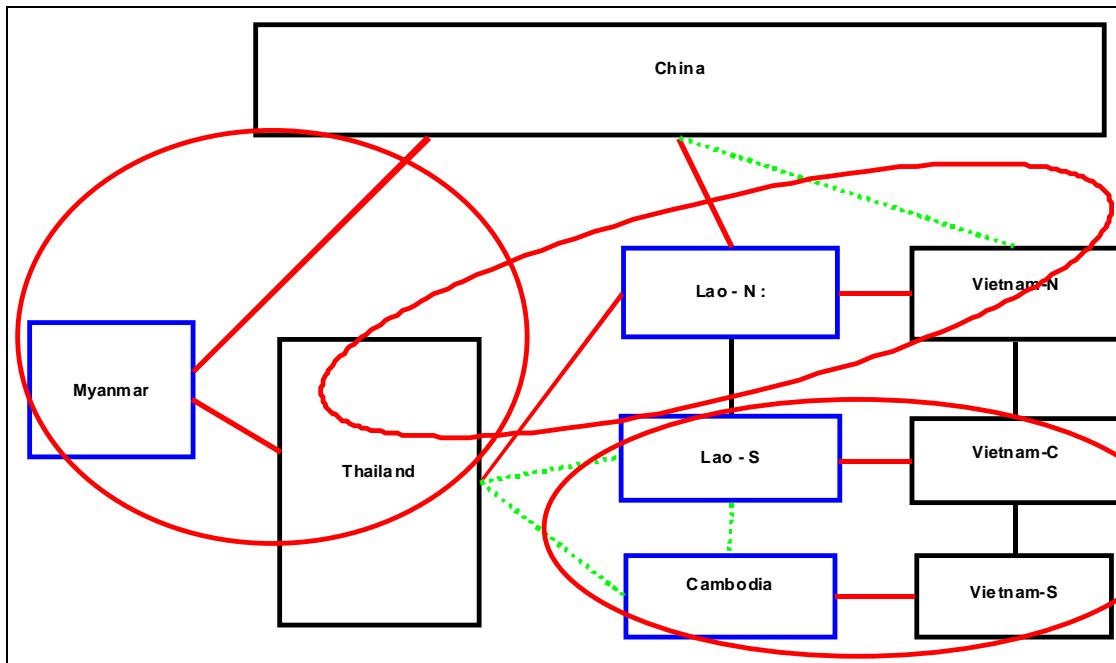 China
Lao - N :
Vietnam-N
Myanmar
Thailand
Lao - S
Vietnam-C
Cambodia
Vietnam-S